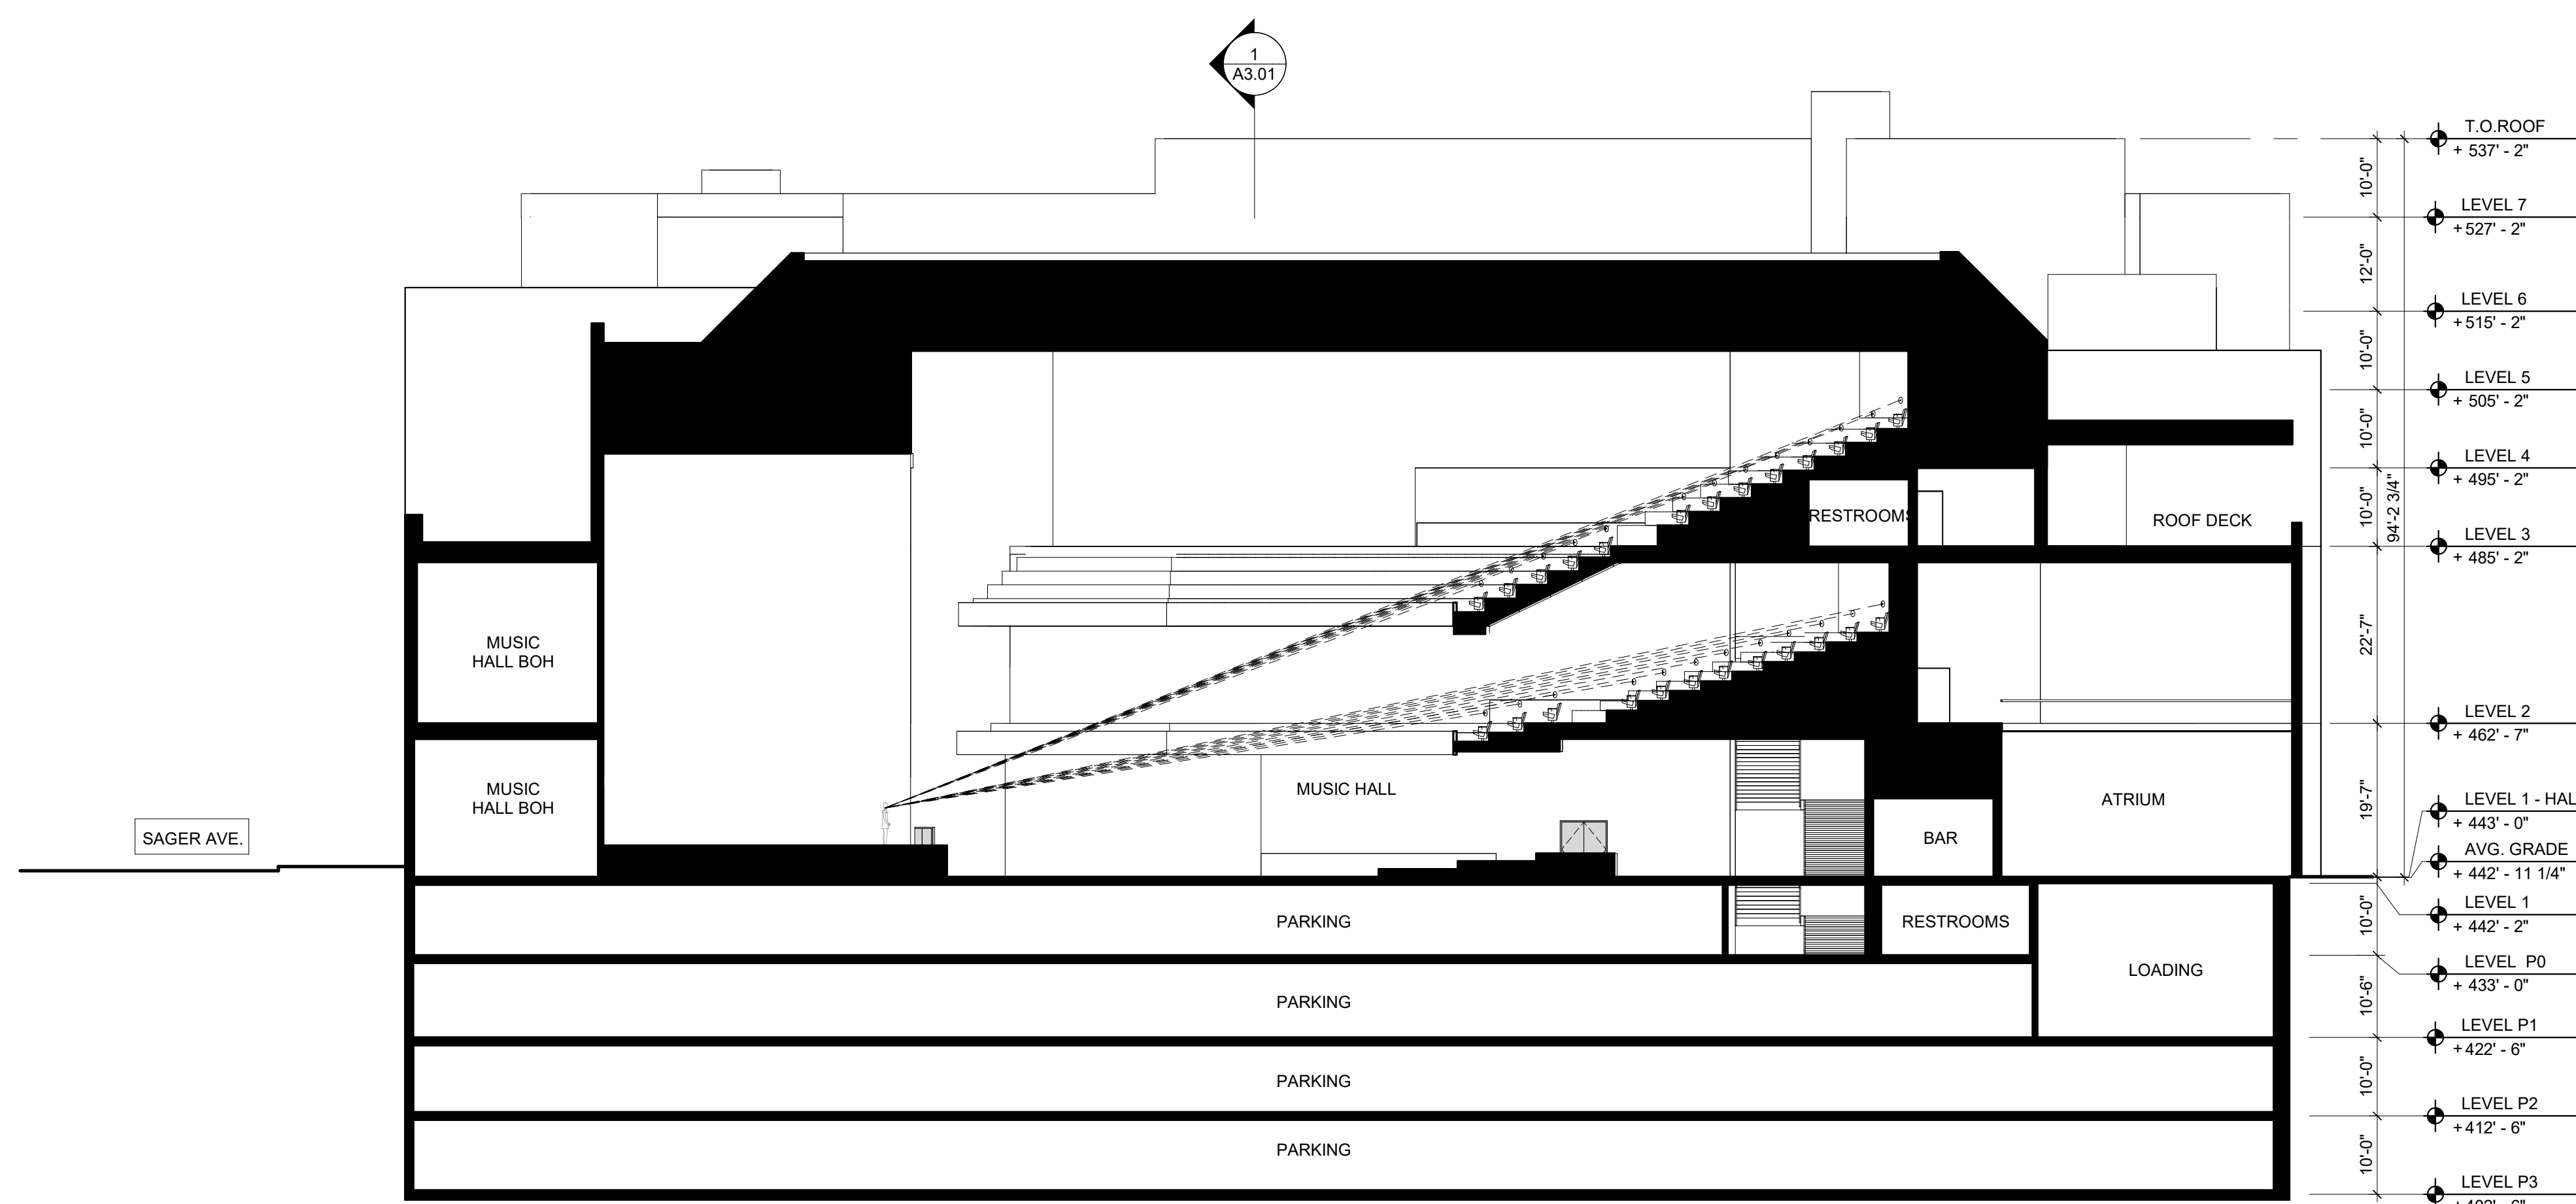 1
A3.01
T.O.ROOF
+ 537' - 2"
10'-0"
LEVEL 7
+527' - 2"
12'-0"
LEVEL 6
+515' - 2"
10'-0"
LEVEL 5
+ 505' - 2"
10'-0"
LEVEL 4
+ 495' - 2"
94'-2 3/4"
10'-0"
RESTROOMS
ROOF DECK
LEVEL 3
+ 485' - 2"
22'-7"
MUSIC
HALL BOH
LEVEL 2
+ 462' - 7"
MUSIC
HALL BOH
MUSIC HALL
ATRIUM
19'-7"
LEVEL 1 - HAL
+ 443' - 0"
SAGER AVE.
BAR
AVG. GRADE
+ 442' - 11 1/4"
LEVEL 1
+ 442' - 2"
10'-0"
PARKING
RESTROOMS
LEVEL P0
+ 433' - 0"
LOADING
10'-6"
PARKING
LEVEL P1
+422' - 6"
10'-0"
PARKING
LEVEL P2
+412' - 6"
10'-0"
PARKING
LEVEL P3